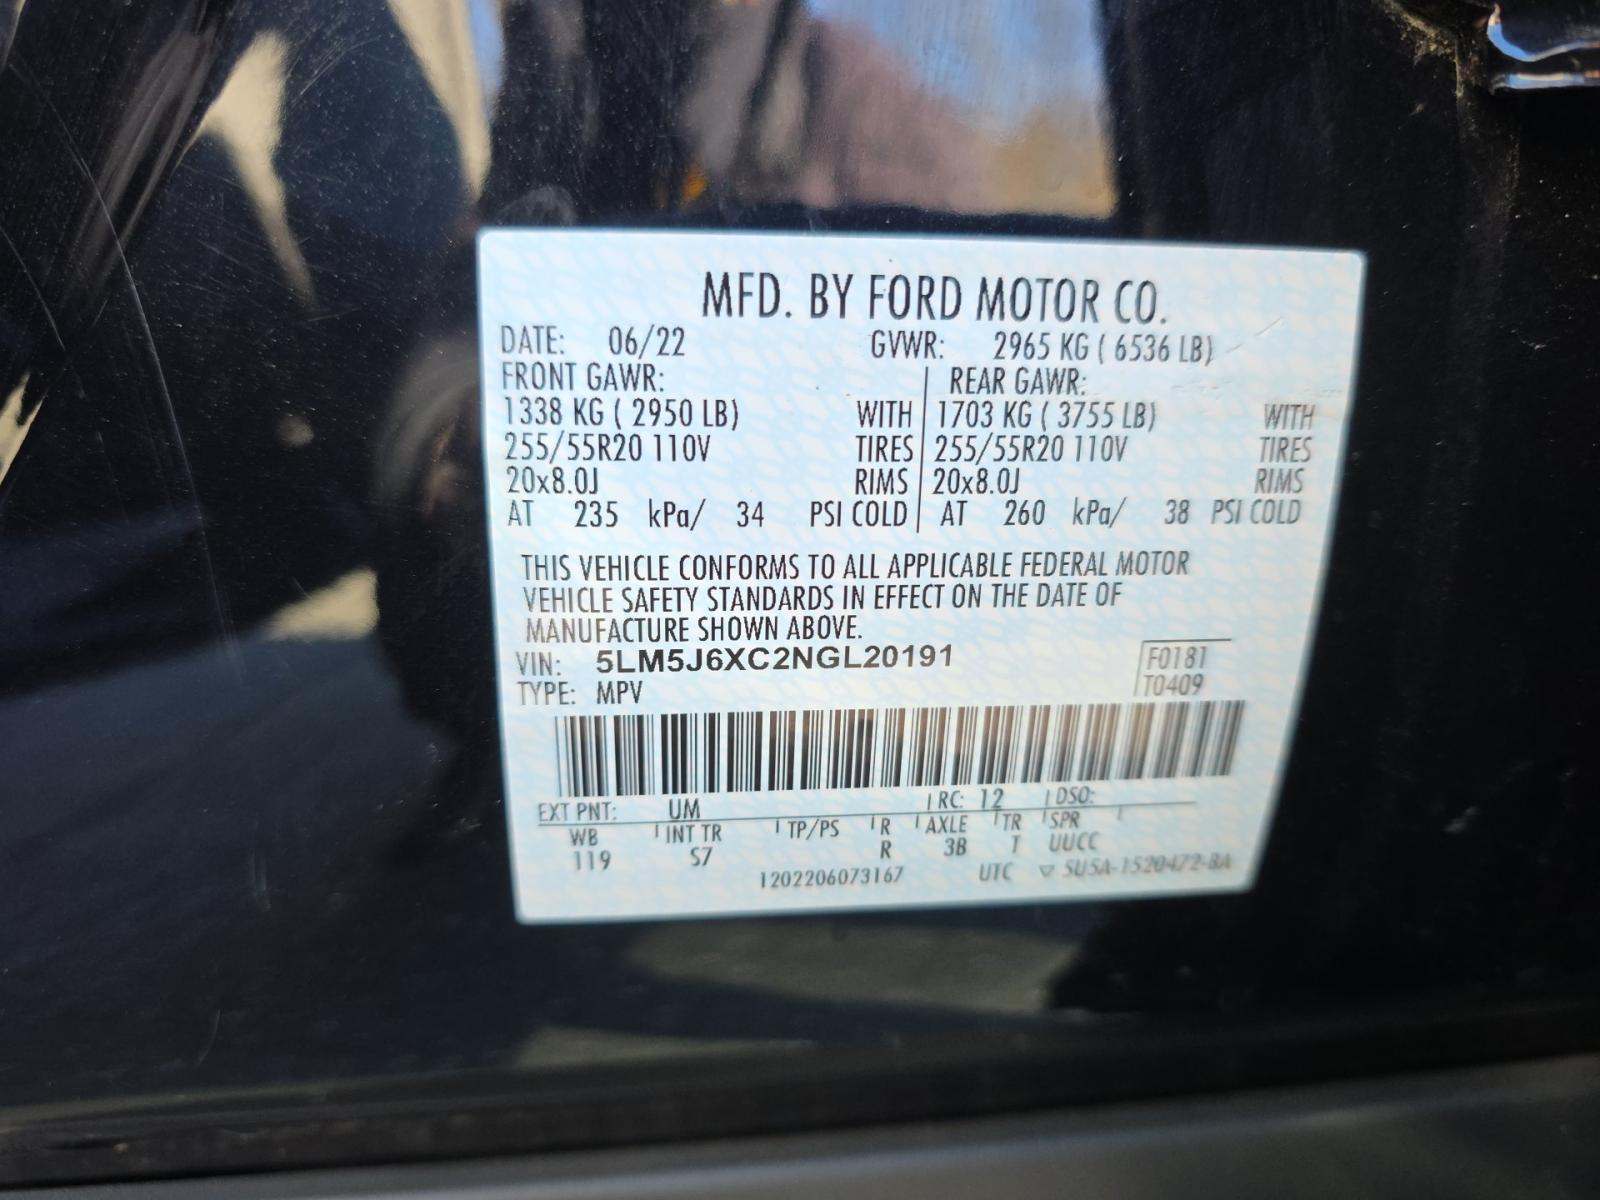 MFD. BY FORD MOTOR CO.
DATE: 06/22 GVWR: 2965 KG ( 6536 LB)
FRONT GAWR: REAR GAWR:
1338 KG ( 2950 LB) WITH 1703 KG ( 3755 LB) WITH
255/55R20 110V TIRES 255/55R20 110V TIRES
20x8.0J RIMS 20x8.0J RIMS
AT 235 kPa/ 34 PSI COLD AT 260 kPa/ 38 PSI COLD
THIS VEHICLE CONFORMS TO ALL APPLICABLE FEDERAL MOTOR
VEHICLE SAFETY STANDARDS IN EFFECT ON THE DATE OF
MANUFACTURE SHOWN ABOVE.
VIN: 5LM5J6XC2NGL20191 F0181
TYPE: MPV T0409
EXT PNT: UM RC: 12 DSO:
WB INT TR TP/PS R AXLE TR SPR
119 S7 R 3B T UUCC
1202206073167 UTC ▽ 5U5A-1520472-BA